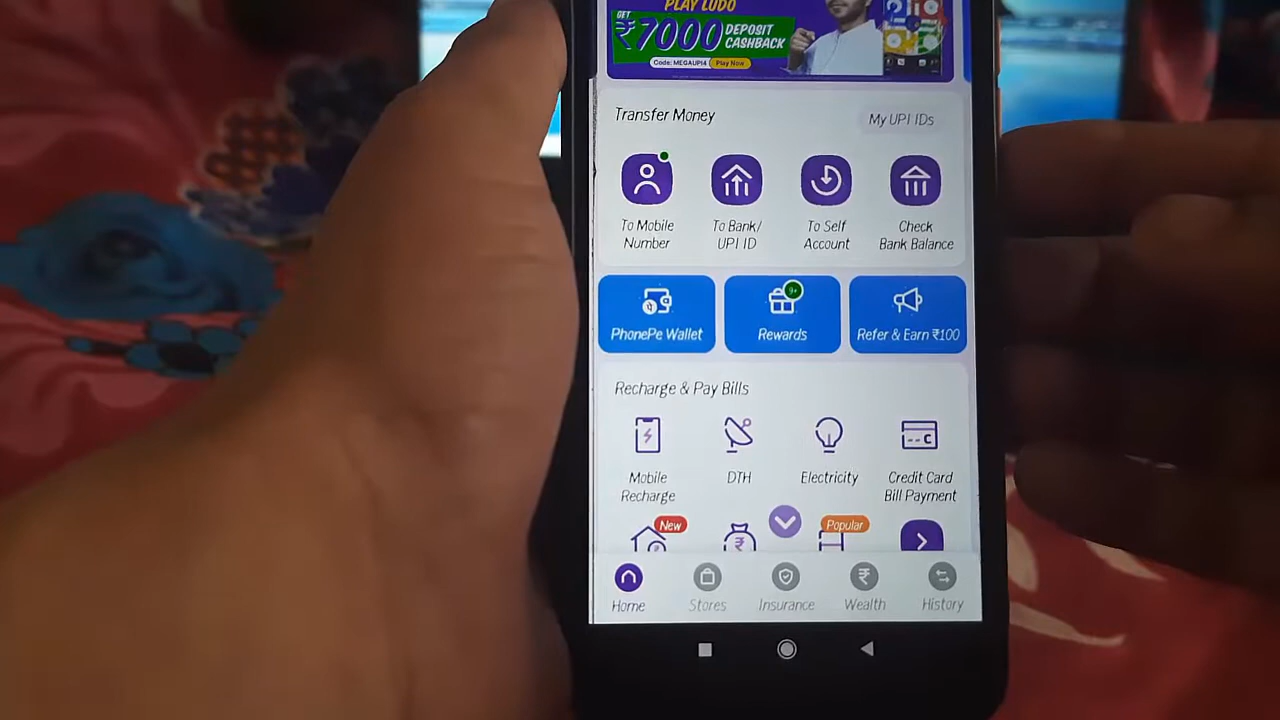 PLAY LUDO
GET
₹7000 DEPOSIT CASHBACK
Code: MEGAUPI4 Play Now
Transfer Money
My UPI IDs
To Mobile Number
To Bank/ UPI ID
To Self Account
Check Bank Balance
PhonePe Wallet
9+
Rewards
Refer & Earn ₹100
Recharge & Pay Bills
Mobile Recharge
DTH
Electricity
Credit Card Bill Payment
New
Popular
Home
Stores
Insurance
Wealth
History